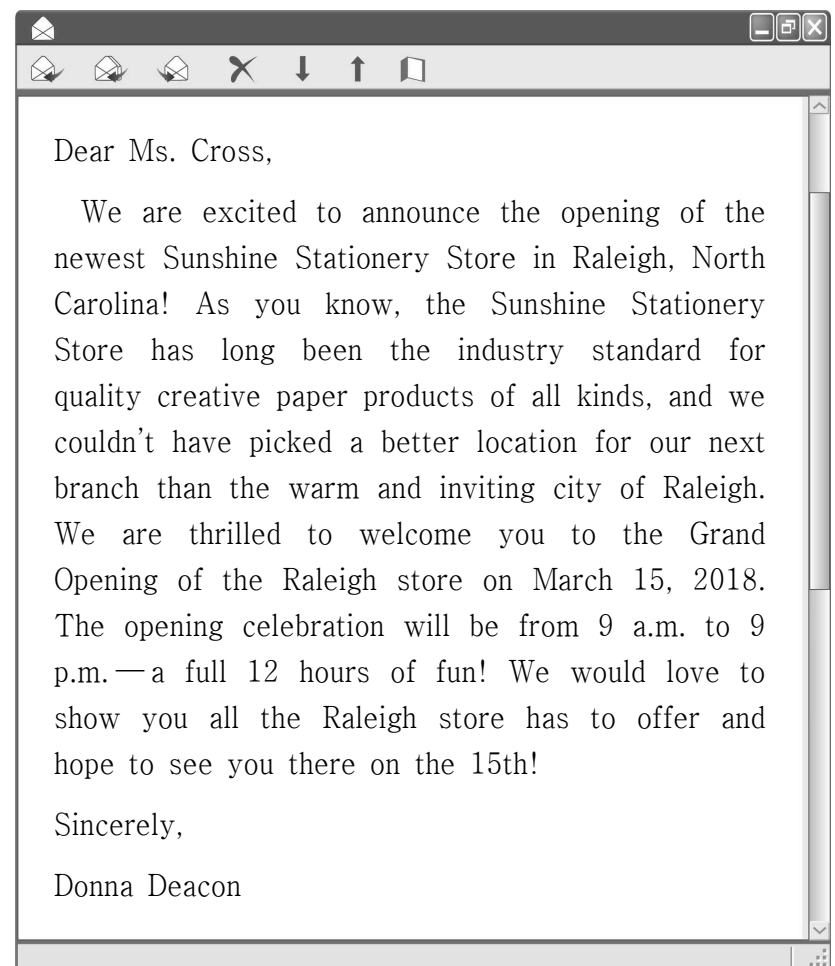 Dear Ms. Cross,
We are excited to announce the opening of the
newest Sunshine Stationery Store in Raleigh, North
Carolina! As you know, the Sunshine Stationery
Store has long been the industry standard for
quality creative paper products of all kinds, and we
couldn't have picked a better location for our next
branch than the warm and inviting city of Raleigh.
We are thrilled to welcome you to the Grand
Opening of the Raleigh store on March 15, 2018.
The opening celebration will be from 9 a.m. to 9
p.m. — a full 12 hours of fun! We would love to
show you all the Raleigh store has to offer and
hope to see you there on the 15th!
Sincerely,
Donna Deacon